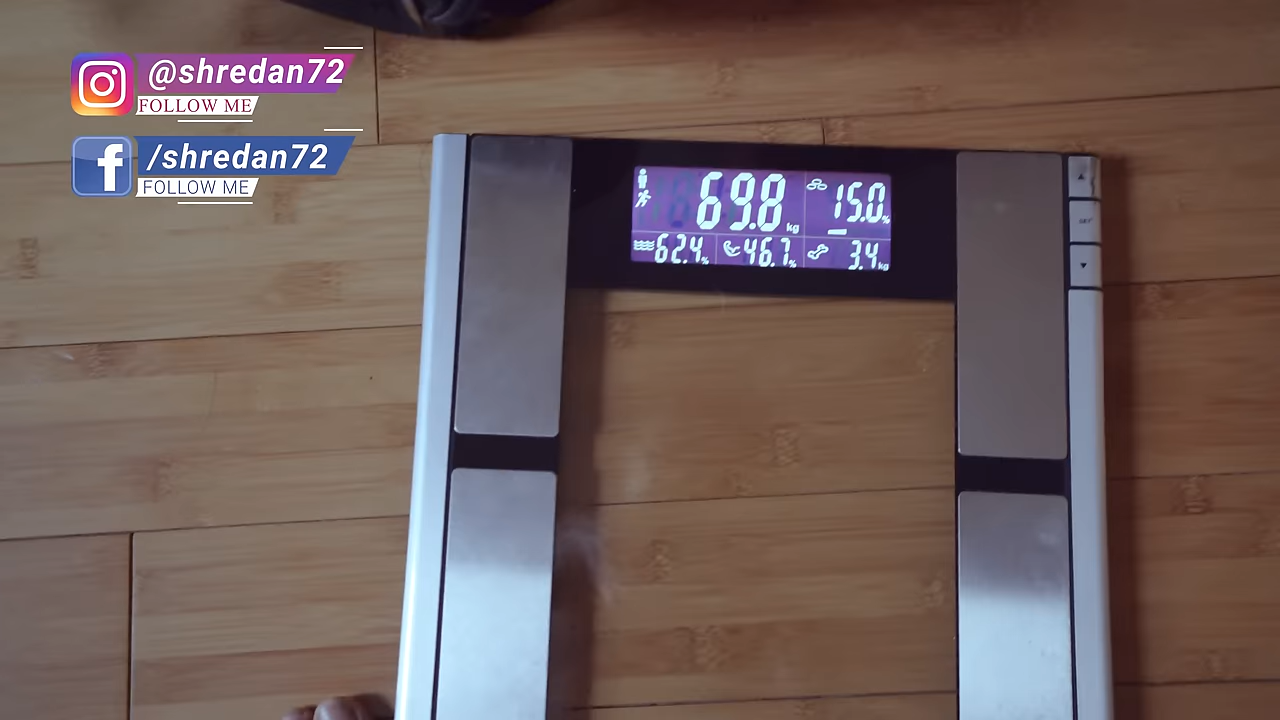 @shredan72
FOLLOW ME
/shredan72
FOLLOW ME
69.8 kg
15.0 %
62.4 %
46.7 %
3.4 kg
SET